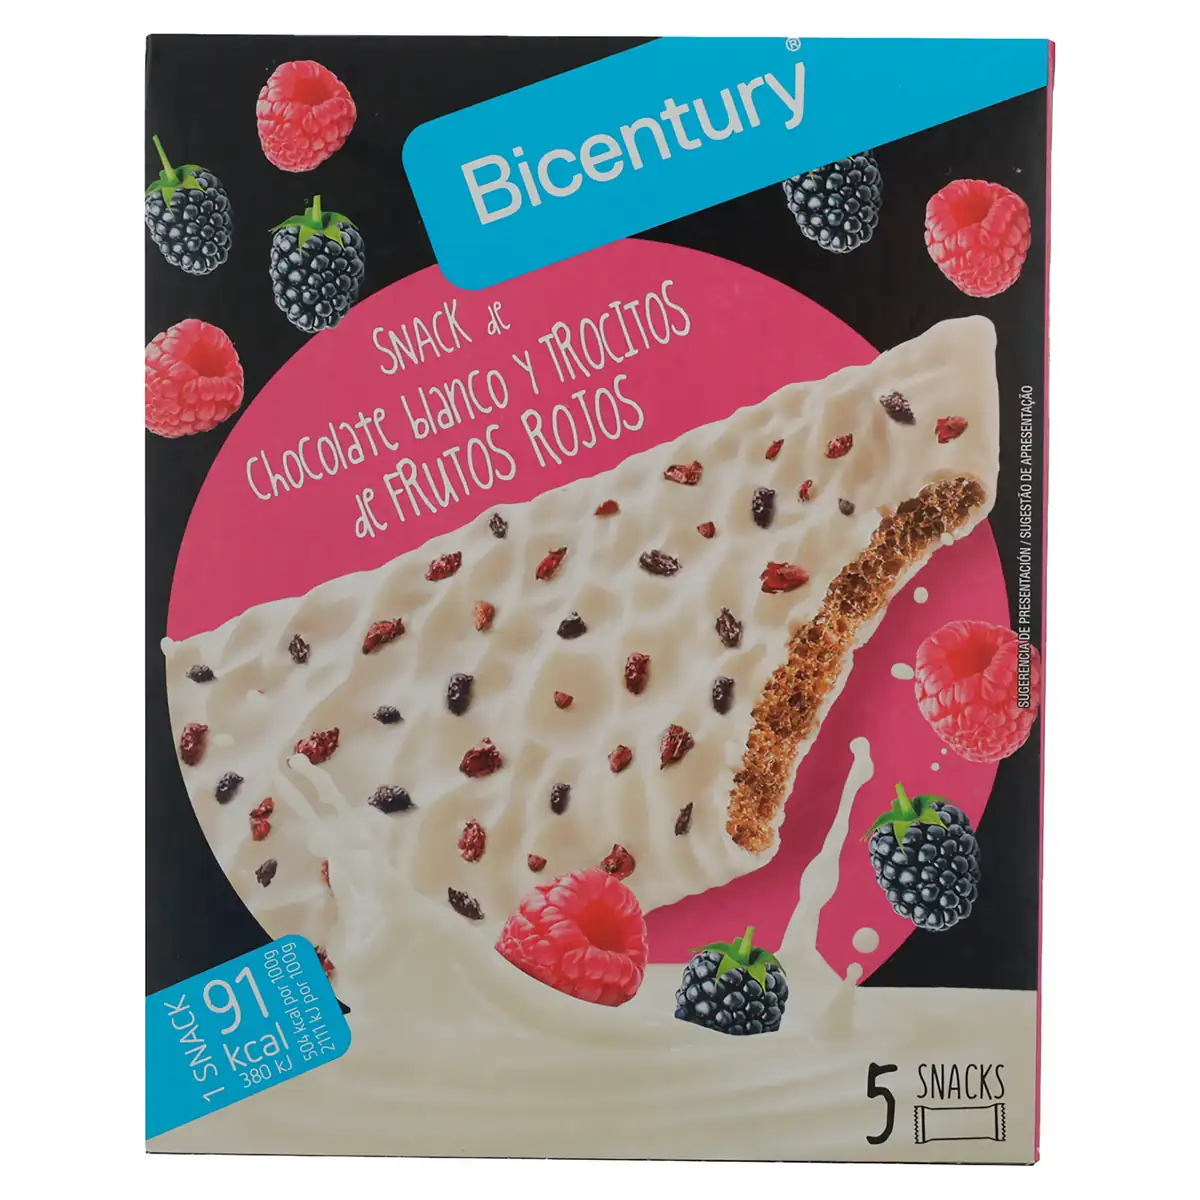 Bicentury®
SNACK de
Chocolate blanco Y TROCITOS
de FRUTOS ROJOS
SUGERENCIA DE PRESENTACIÓN / SUGESTÃO DE APRESENTAÇÃO
1 SNACK
91
kcal
380 KJ
504 kcal por 100g
2111 kJ por 100g
5 SNACKS